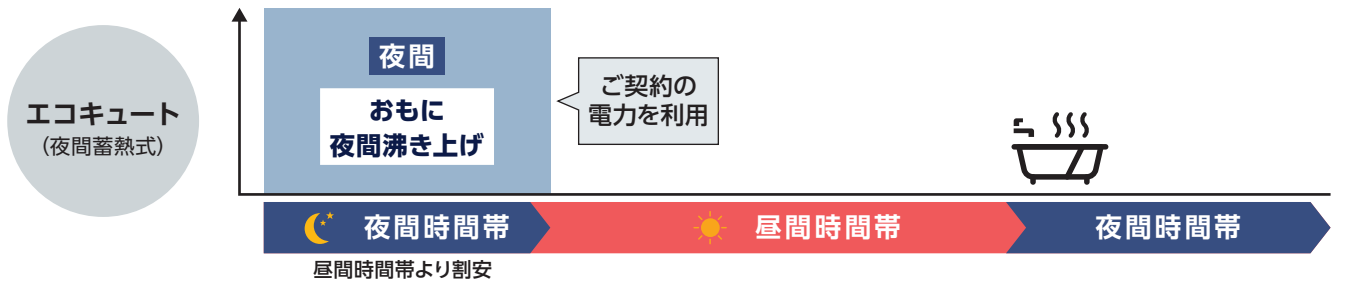 エコキュート
（夜間蓄熱式）
夜間
おもに
夜間沸き上げ
ご契約の
電力を利用
夜間時間帯
昼間時間帯
夜間時間帯
昼間時間帯より割安